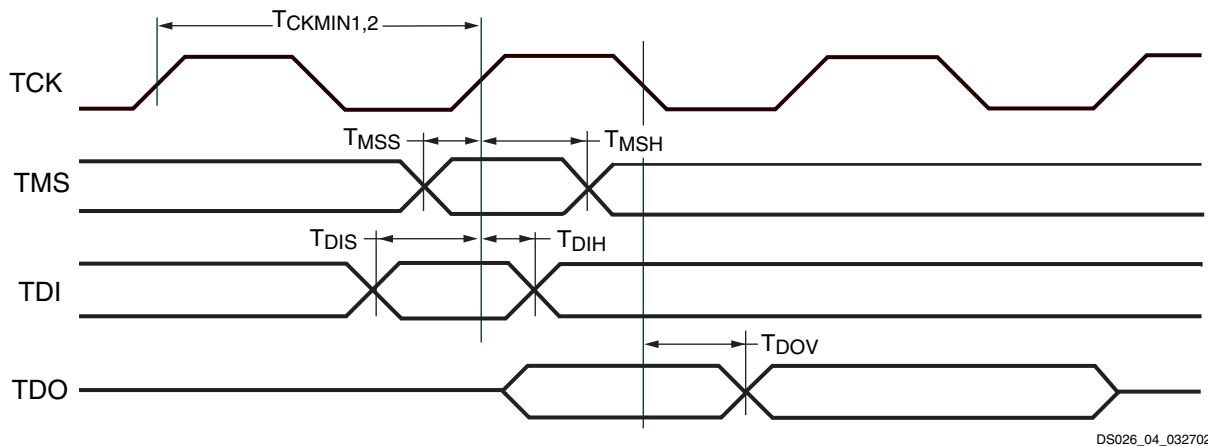 TCKMIN1,2
TCK
TMSS
TMSH
TMS
TDIS
TDIH
TDI
TDOV
TDO
DS026_04_032702